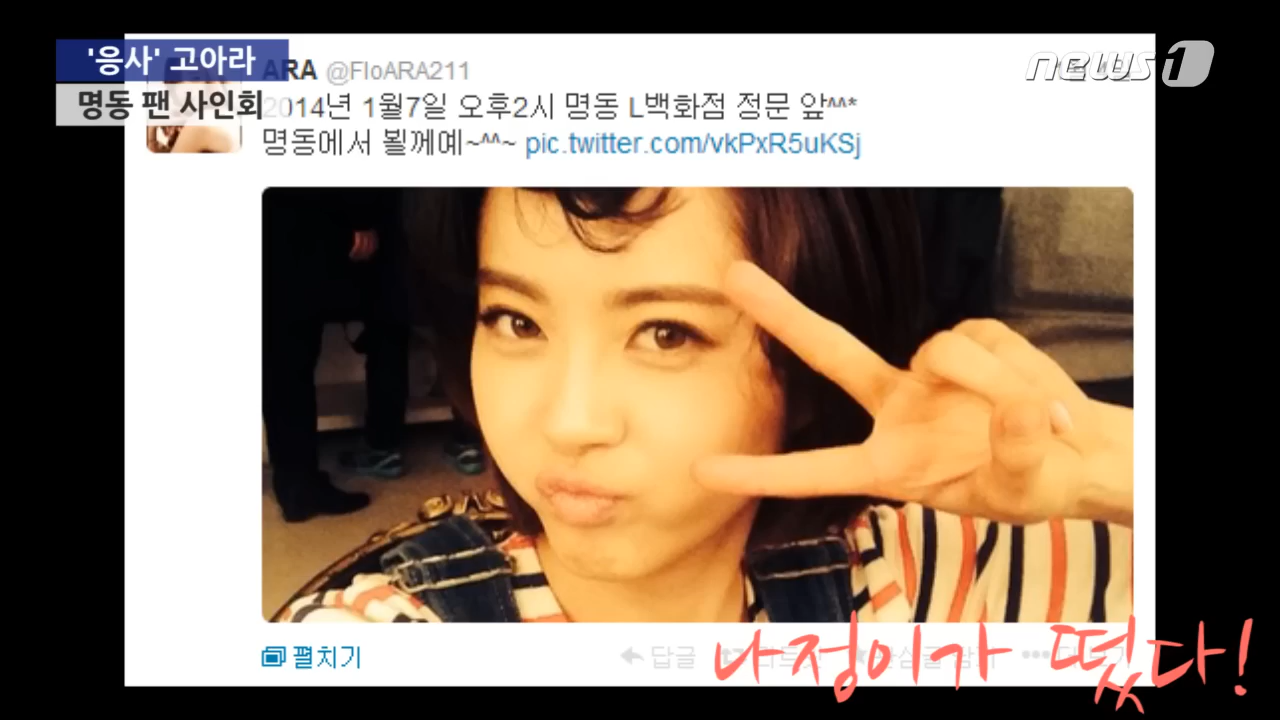 '응사' 고아라
명동 팬 사인회
news1
ARA @FloARA211
2014년 1월7일 오후2시 명동 L백화점 정문 앞^^*
명동에서 뵐께예~^^~ pic.twitter.com/vkPxR5uKSj
펼치기
답글
나정이가 떴다!